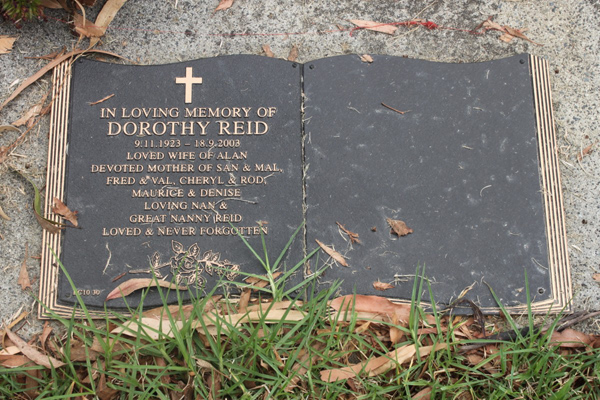 IN LOVING MEMORY OF
DOROTHY REID
9.11.1923 – 18.9.2003
LOVED WIFE OF ALAN
DEVOTED MOTHER OF SAN & MAL,
FRED & VAL, CHERYL & ROD,
MAURICE & DENISE
LOVING NAN &
GREAT NANNY REID
LOVED & NEVER FORGOTTEN